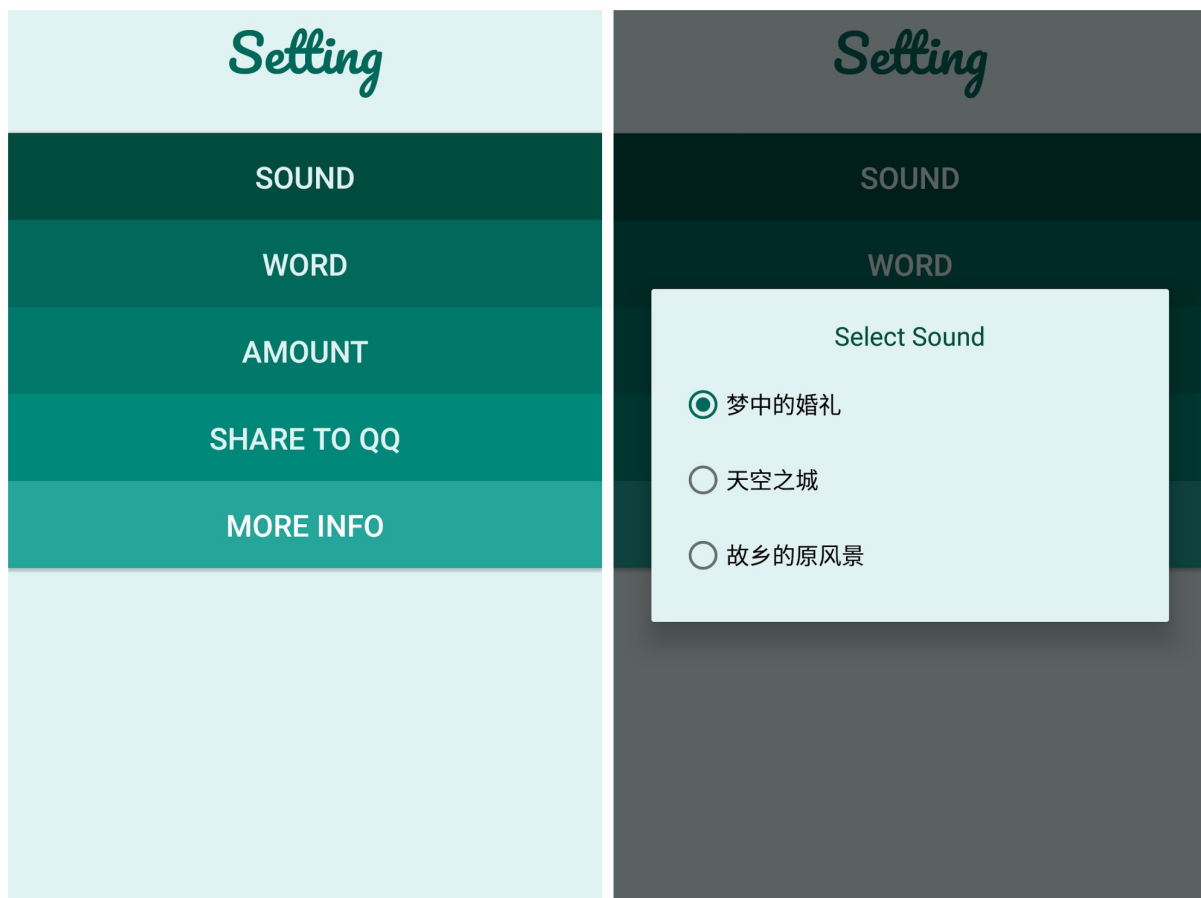 Setting
SOUND
WORD
AMOUNT
SHARE TO QQ
MORE INFO
Setting
SOUND
WORD
Select Sound
梦中的婚礼
天空之城
故乡的原风景